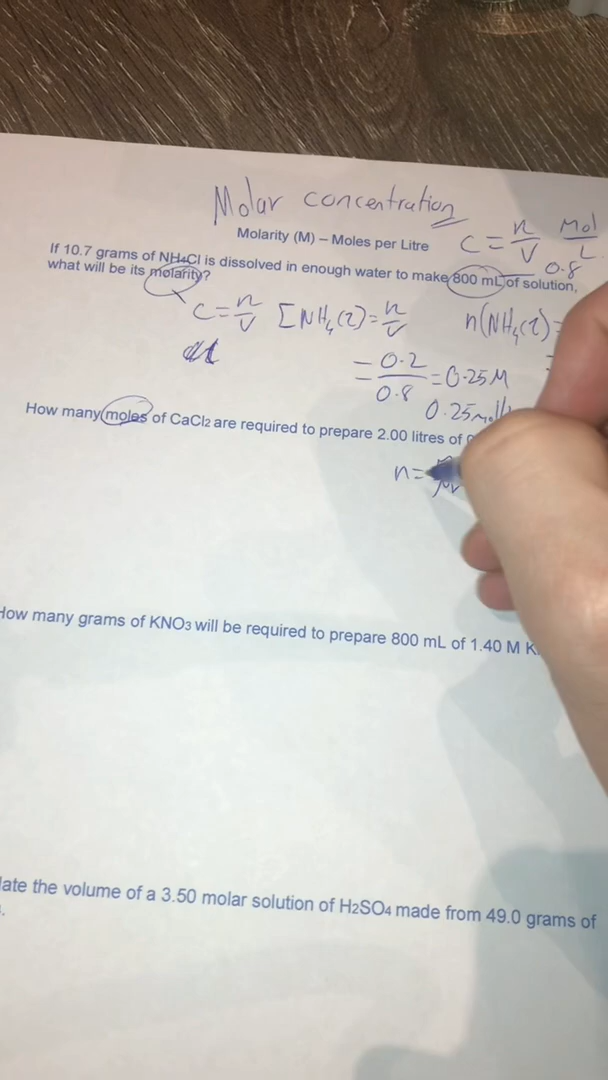 Molar concentration
Molarity (M) – Moles per Litre
c = n/V mol/L
0.8
If 10.7 grams of NH4Cl is dissolved in enough water to make 800 mL of solution,
what will be its molarity?
c = n/V [NH4Cl] = n/V n(NH4Cl) =
= 0.2/0.8 = 0.25M
0.25mol
How many moles of CaCl2 are required to prepare 2.00 litres of
n =
How many grams of KNO3 will be required to prepare 800 mL of 1.40 M K
late the volume of a 3.50 molar solution of H2SO4 made from 49.0 grams of